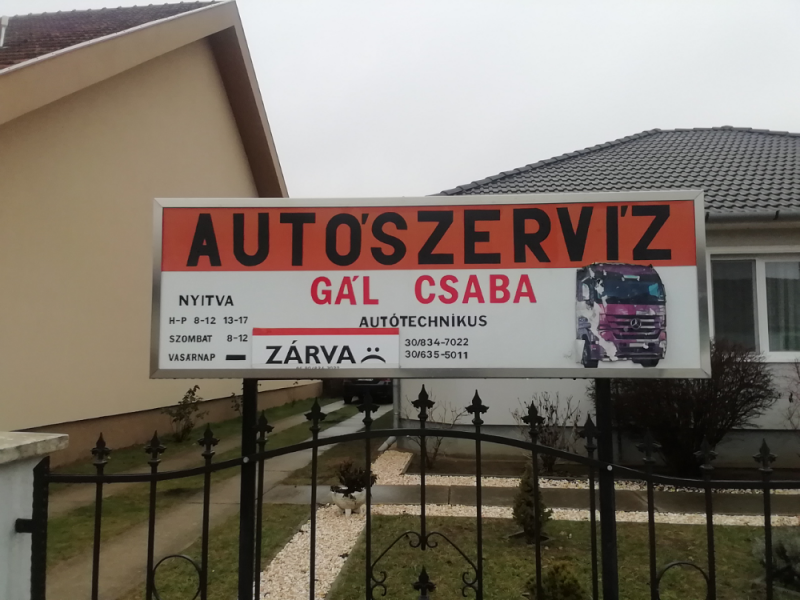 AUTÓSZERVÍZ
GÁL CSABA
AUTÓTECHNÍKUS
NYITVA
H-P 8-12 13-17
SZOMBAT 8-12
VASÁRNAP –
ZÁRVA
30/834-7022
30/635-5011